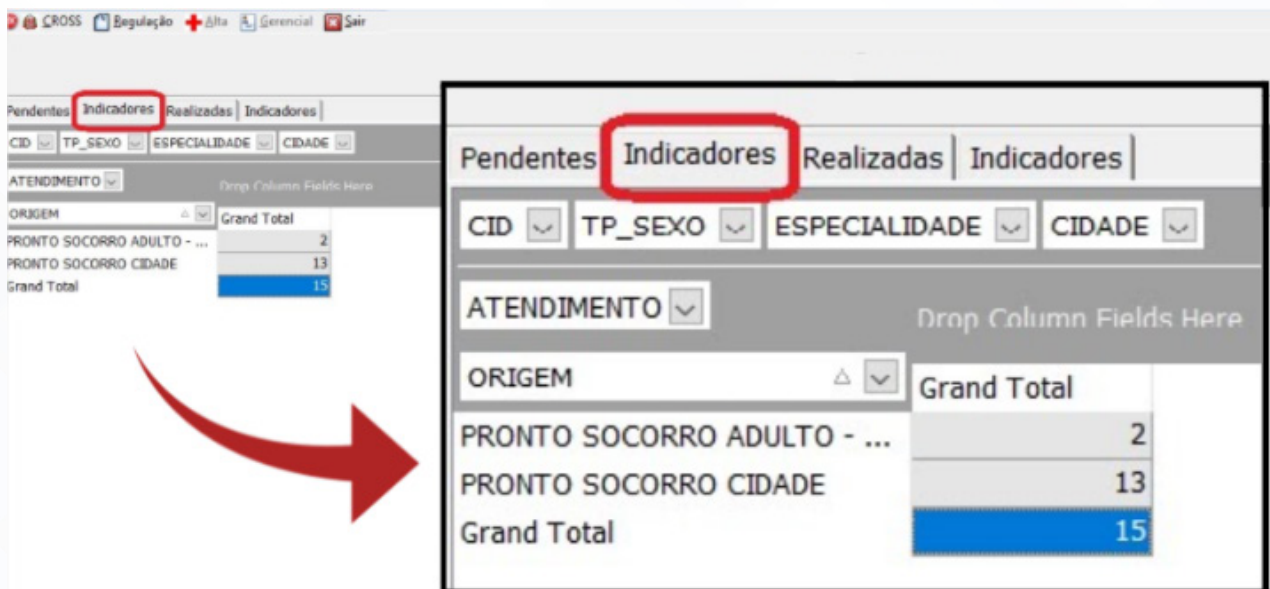 CROSS Regulação Alta Gerencial Sair
Pendentes Indicadores Realizadas Indicadores
CID TP_SEXO ESPECIALIDADE CIDADE
ATENDIMENTO Drop Column Fields Here
ORIGEM Grand Total
PRONTO SOCORRO ADULTO - ... 2
PRONTO SOCORRO CIDADE 13
Grand Total 15
Pendentes Indicadores Realizadas Indicadores
CID TP_SEXO ESPECIALIDADE CIDADE
ATENDIMENTO Drop Column Fields Here
ORIGEM Grand Total
PRONTO SOCORRO ADULTO - ... 2
PRONTO SOCORRO CIDADE 13
Grand Total 15